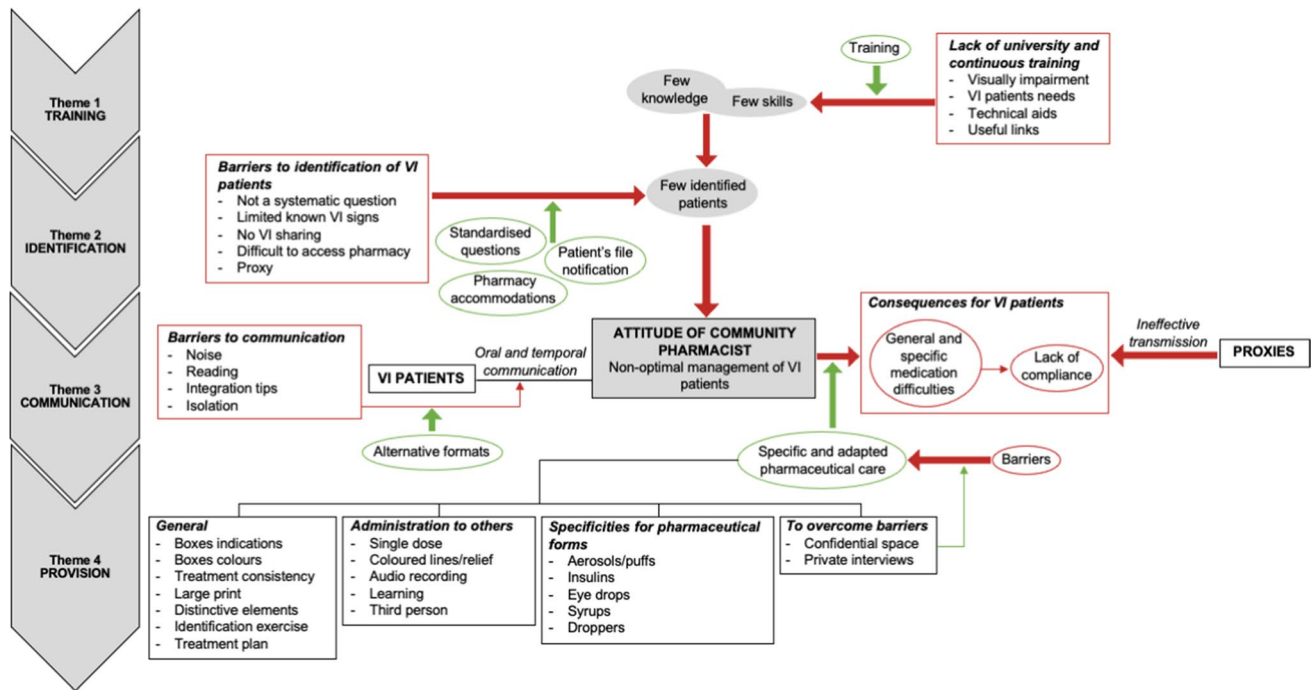 Theme 1
TRAINING
Few
knowledge
Few skills
Training
Lack of university and
continuous training
- Visually impairment
- VI patients needs
- Technical aids
- Useful links
Theme 2
IDENTIFICATION
Barriers to identification of VI
patients
- Not a systematic question
- Limited known VI signs
- No VI sharing
- Difficult to access pharmacy
- Proxy
Few identified
patients
Standardised
questions
Patient's file
notification
Pharmacy
accommodations
Theme 3
COMMUNICATION
Barriers to communication
- Noise
- Reading
- Integration tips
- Isolation
VI PATIENTS
Oral and temporal
communication
Alternative formats
ATTITUDE OF COMMUNITY
PHARMACIST
Non-optimal management of VI
patients
Consequences for VI patients
General and
specific
medication
difficulties
Lack of
compliance
Ineffective
transmission
PROXIES
Theme 4
PROVISION
Specific and adapted
pharmaceutical care
Barriers
General
- Boxes indications
- Boxes colours
- Treatment consistency
- Large print
- Distinctive elements
- Identification exercise
- Treatment plan
Administration to others
- Single dose
- Coloured lines/relief
- Audio recording
- Learning
- Third person
Specificities for pharmaceutical
forms
- Aerosols/puffs
- Insulins
- Eye drops
- Syrups
- Droppers
To overcome barriers
- Confidential space
- Private interviews